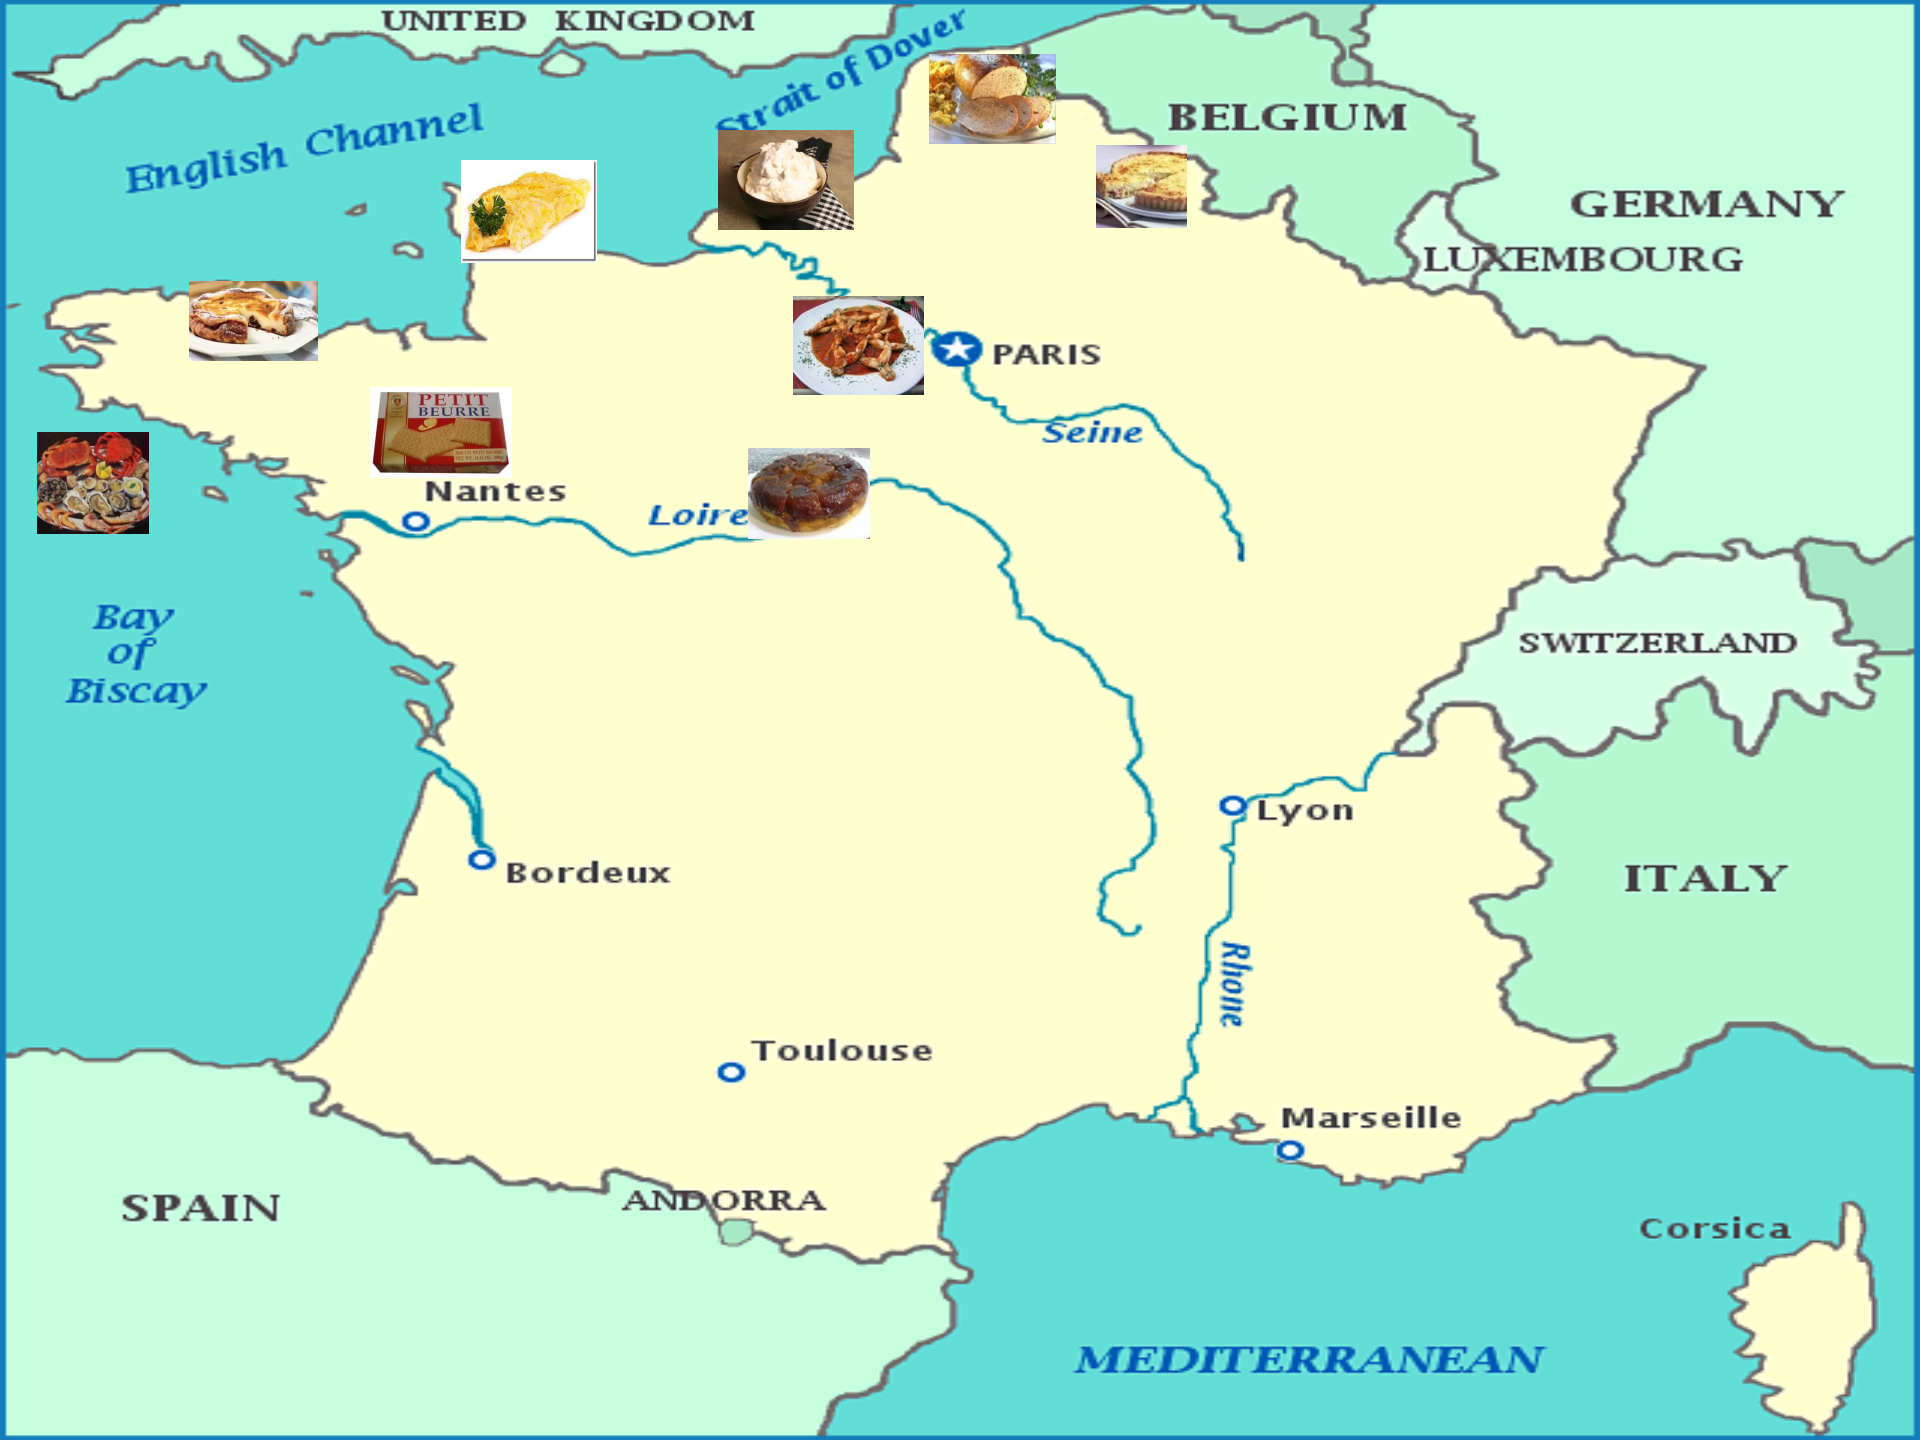 UNITED KINGDOM
Strait of Dover
English Channel
BELGIUM
GERMANY
LUXEMBOURG
PARIS
PETIT
BEURRE
Seine
Nantes
Loire
Bay
of
Biscay
SWITZERLAND
Lyon
Bordeux
ITALY
Rhone
Toulouse
Marseille
SPAIN
ANDORRA
Corsica
MEDITERRANEAN